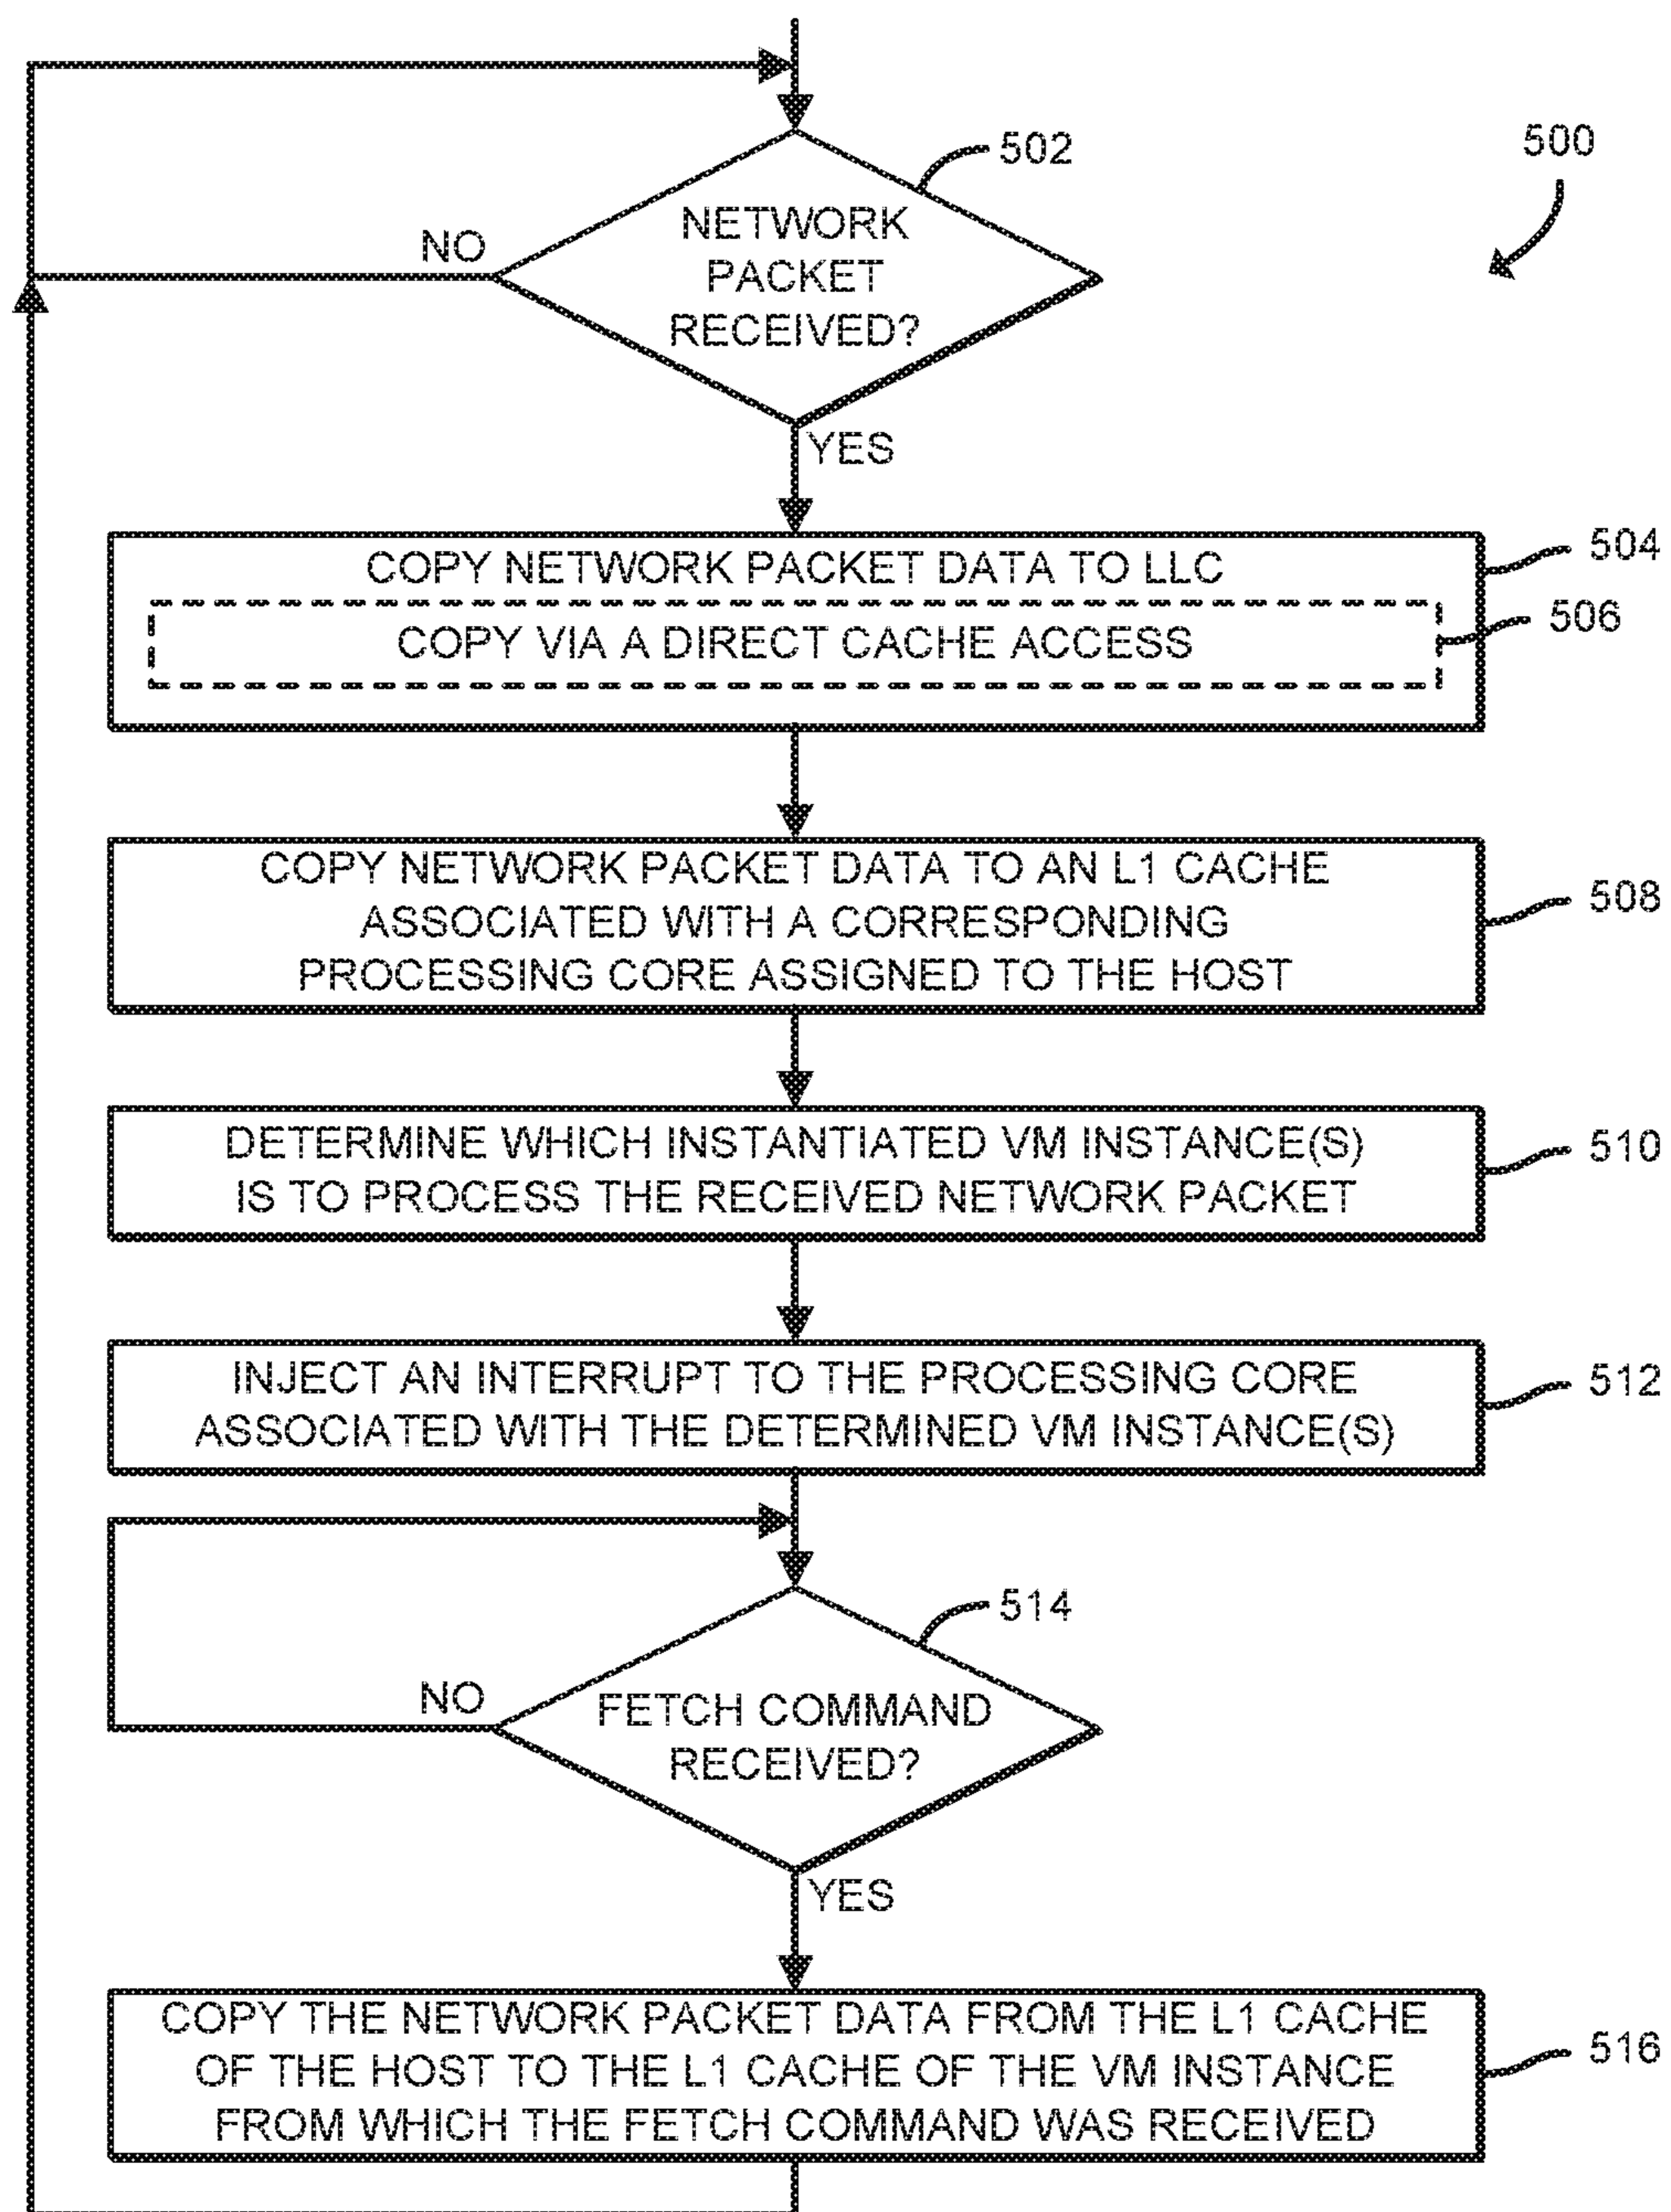 502
500
NETWORK
PACKET
RECEIVED?
NO
YES
COPY NETWORK PACKET DATA TO LLC
504
COPY VIA A DIRECT CACHE ACCESS
506
COPY NETWORK PACKET DATA TO AN L1 CACHE
ASSOCIATED WITH A CORRESPONDING
PROCESSING CORE ASSIGNED TO THE HOST
508
DETERMINE WHICH INSTANTIATED VM INSTANCE(S)
IS TO PROCESS THE RECEIVED NETWORK PACKET
510
INJECT AN INTERRUPT TO THE PROCESSING CORE
ASSOCIATED WITH THE DETERMINED VM INSTANCE(S)
512
514
NO
FETCH COMMAND
RECEIVED?
YES
COPY THE NETWORK PACKET DATA FROM THE L1 CACHE
OF THE HOST TO THE L1 CACHE OF THE VM INSTANCE
FROM WHICH THE FETCH COMMAND WAS RECEIVED
516